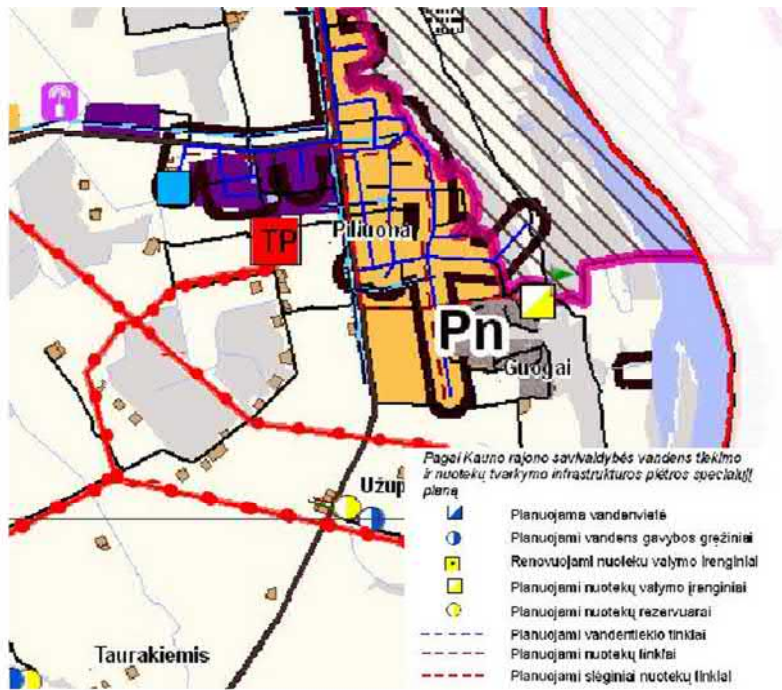 TP
Piliuona
Pn
Guogai
Užup
Taurakiemis
Pagal Kauno rajono savivaldybės vandens tiekimo
ir nuotekų tvarkymo infrastruktūros plėtros specialųjį
planą
Planuojama vandenvietė
Planuojami vandens gavybos gręžiniai
Renovuojami nuotekų valymo įrenginiai
Planuojami nuotekų valymo įrenginiai
Planuojami nuotekų rezervuarai
Planuojami vandentiekio tinklai
Planuojami nuotekų tinklai
Planuojami slėginiai nuotekų tinklai